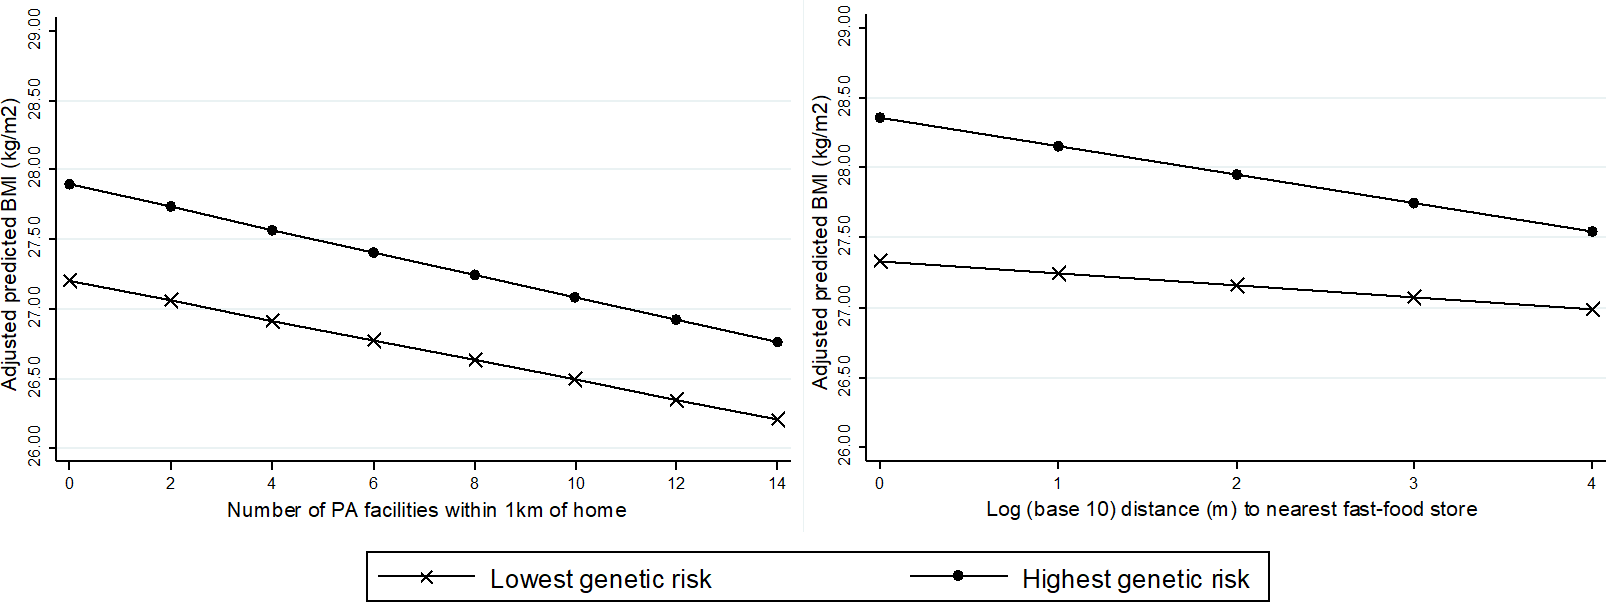 Adjusted predicted BMI (kg/m2)
29.00
28.50
28.00
27.50
27.00
26.50
26.00
0 2 4 6 8 10 12 14
Number of PA facilities within 1km of home
Adjusted predicted BMI (kg/m2)
29.00
28.50
28.00
27.50
27.00
26.50
26.00
0 1 2 3 4
Log (base 10) distance (m) to nearest fast-food store
Lowest genetic risk Highest genetic risk